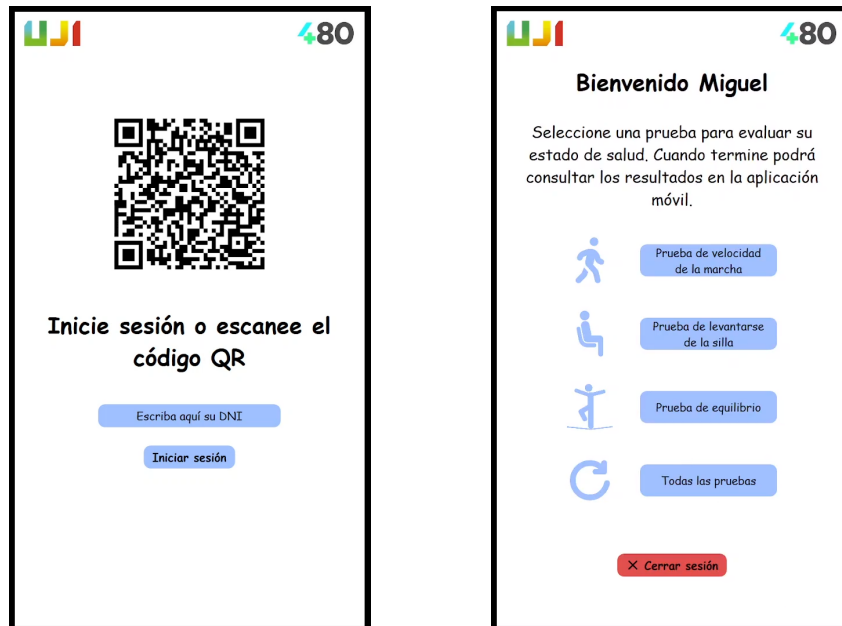 UJI
480
Inicie sesión o escanee el
código QR
Escriba aquí su DNI
Iniciar sesión
UJI
480
Bienvenido Miguel
Seleccione una prueba para evaluar su
estado de salud. Cuando termine podrá
consultar los resultados en la aplicación
móvil.
Prueba de velocidad
de la marcha
Prueba de levantarse
de la silla
Prueba de equilibrio
Todas las pruebas
Cerrar sesión